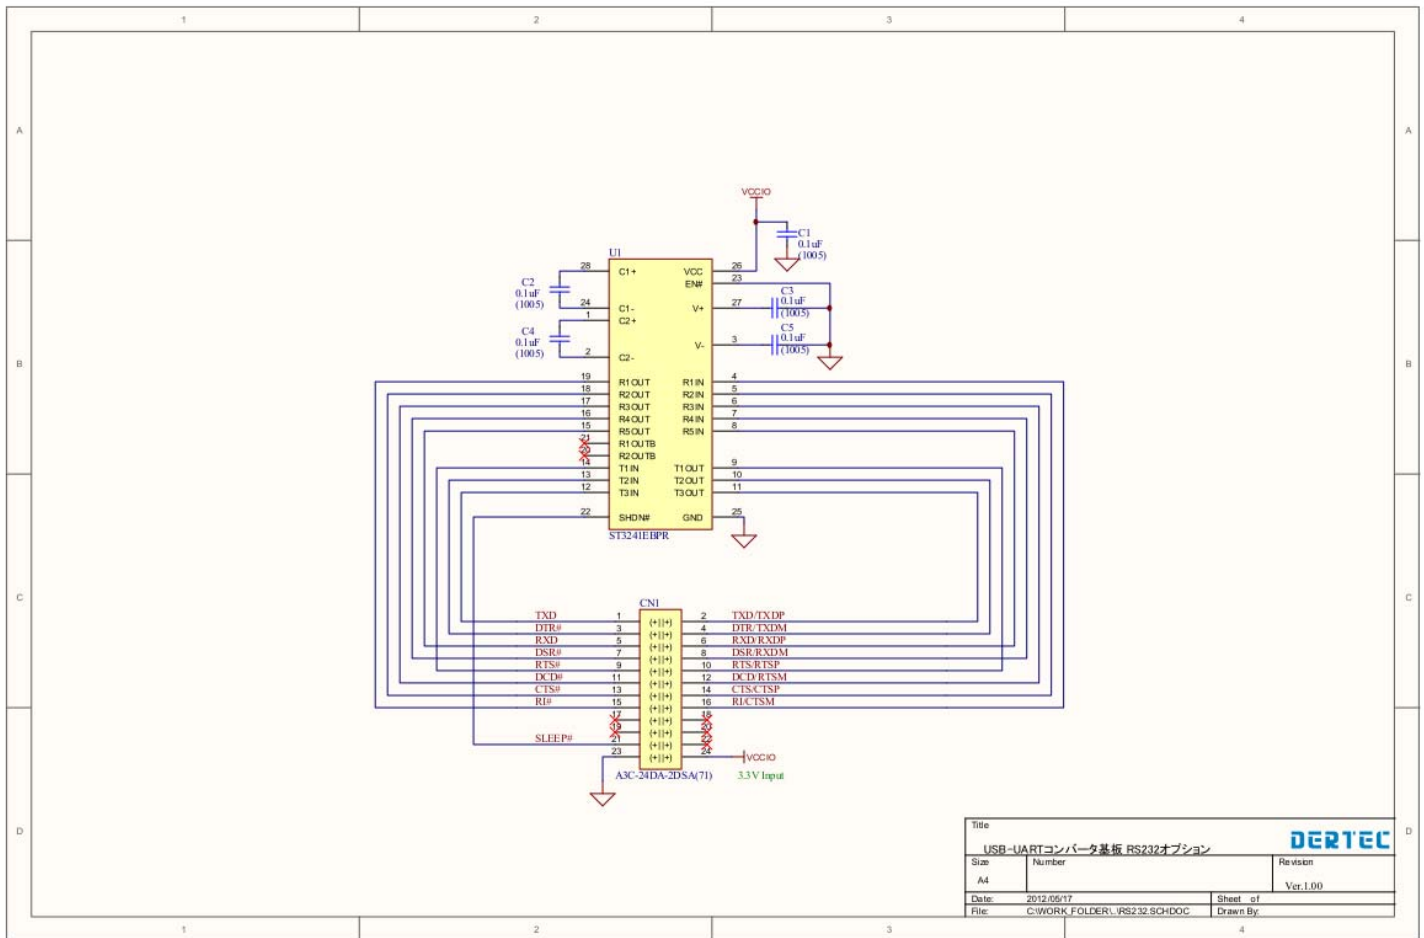 1 2 3 4
A A
VCCIO
C1
0.1uF
(1005)
U1
28 C1+ VCC 26
EN# 23
C2
0.1uF
(1005)
24 C1- V+ 27
C3
0.1uF
(1005)
1 C2+
C4
0.1uF
(1005)
C5
0.1uF
(1005)
V- 3
2 C2-
B B
19 R1OUT R1IN 4
18 R2OUT R2IN 5
17 R3OUT R3IN 6
16 R4OUT R4IN 7
15 R5OUT R5IN 8
21 R1OUTB
20 R2OUTB
14 T1IN T1OUT 9
13 T2IN T2OUT 10
12 T3IN T3OUT 11
22 SHDN# GND 25
ST3241EBPR
C C
CN1
TXD 1 (+||+) 2 TXD/TXDP
DTR# 3 (+||+) 4 DTR/TXDM
RXD 5 (+||+) 6 RXD/RXDP
DSR# 7 (+||+) 8 DSR/RXDM
RTS# 9 (+||+) 10 RTS/RTSP
DCD# 11 (+||+) 12 DCD/RTSM
CTS# 13 (+||+) 14 CTS/CTSP
RI# 15 (+||+) 16 RI/CTSM
17 (+||+) 18
19 (+||+) 20
SLEEP# 21 (+||+) 22
23 (+||+) 24 VCCIO
A3C-24DA-2DSA(71) 3.3V Input
D D
Title
DERTEC
USB-UARTコンバータ基板 RS232オプション
Size Number Revision
A4 Ver.1.00
Date: 2012/05/17 Sheet of
File: C:\WORK_FOLDER\..\RS232.SCHDOC Drawn By:
1 2 3 4